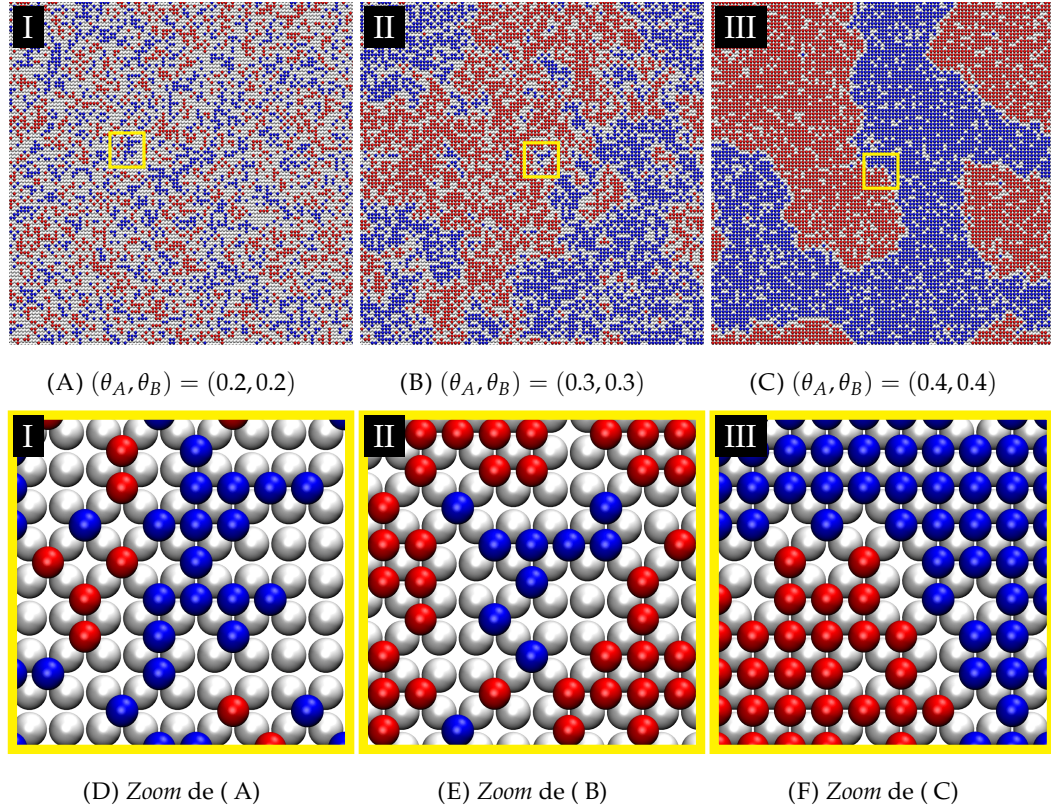 I II III
(A) (θ_A, θ_B) = (0.2, 0.2) (B) (θ_A, θ_B) = (0.3, 0.3) (C) (θ_A, θ_B) = (0.4, 0.4)
I II III
(D) Zoom de ( A) (E) Zoom de ( B) (F) Zoom de ( C)